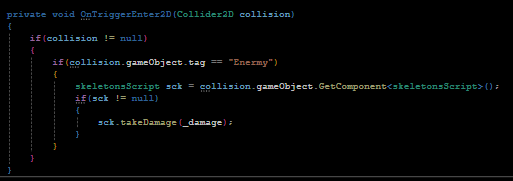 private void OnTriggerEnter2D(Collider2D collision)
{
if(collision != null)
{
if(collision.gameObject.tag == "Enermy")
{
skeletonsScript sck = collision.gameObject.GetComponent<skeletonsScript>();
if(sck != null)
{
sck.takeDamage(_damage);
}
}
}
}